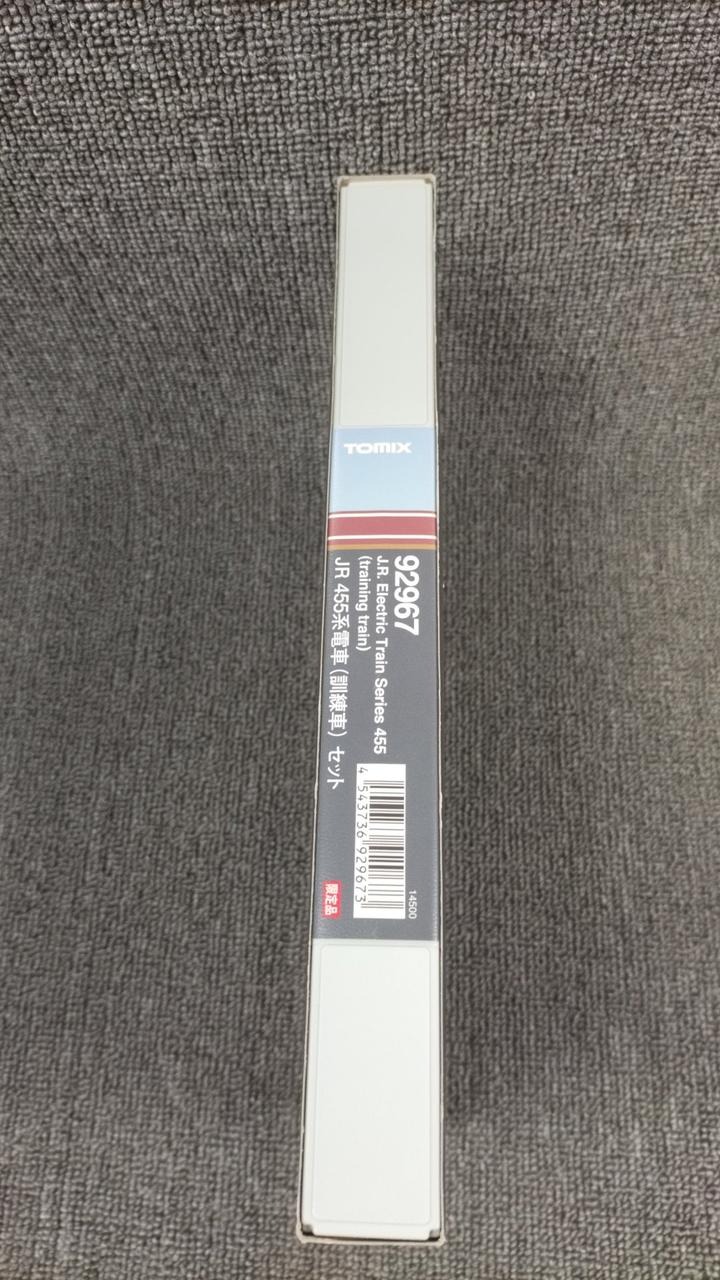 TOMIX
92967
J.R. Electric Train Series 455
(training train)
JR 455系電車（訓練車）セット
14500
4 543736 929673
限定品